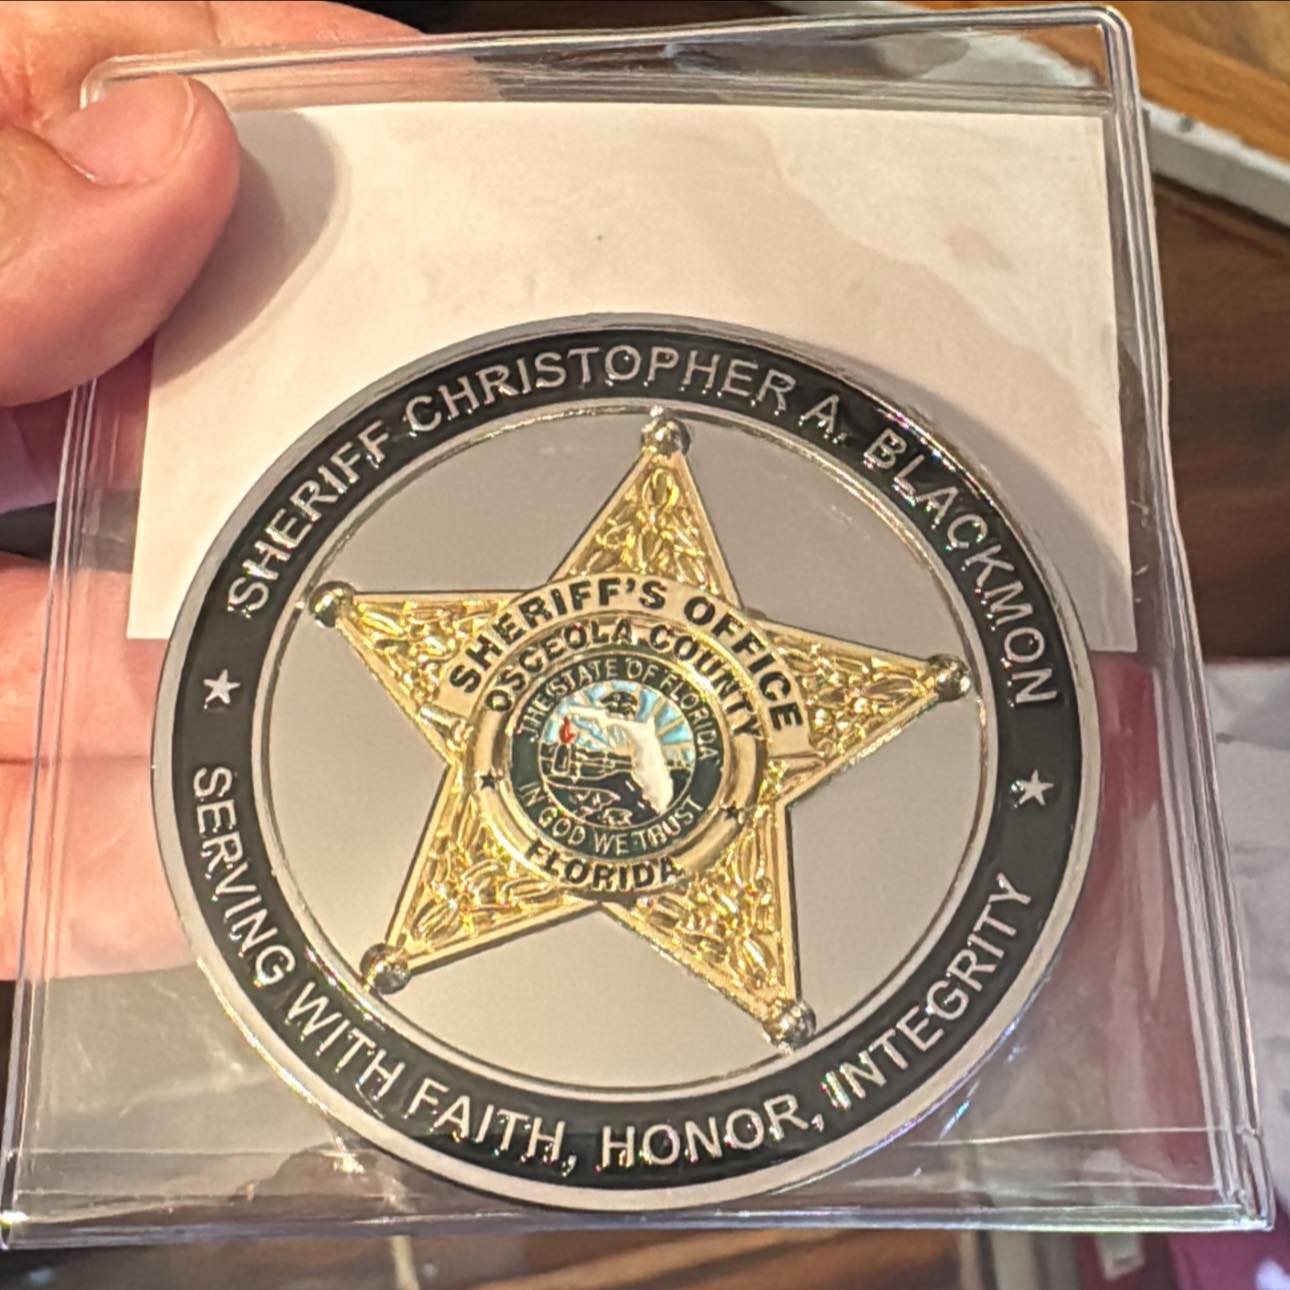 SHERIFF CHRISTOPHER A. BLACKMON
SHERIFF'S OFFICE
OSCEOLA COUNTY
THE STATE OF FLORIDA
IN GOD WE TRUST
FLORIDA
SERVING WITH FAITH, HONOR, INTEGRITY